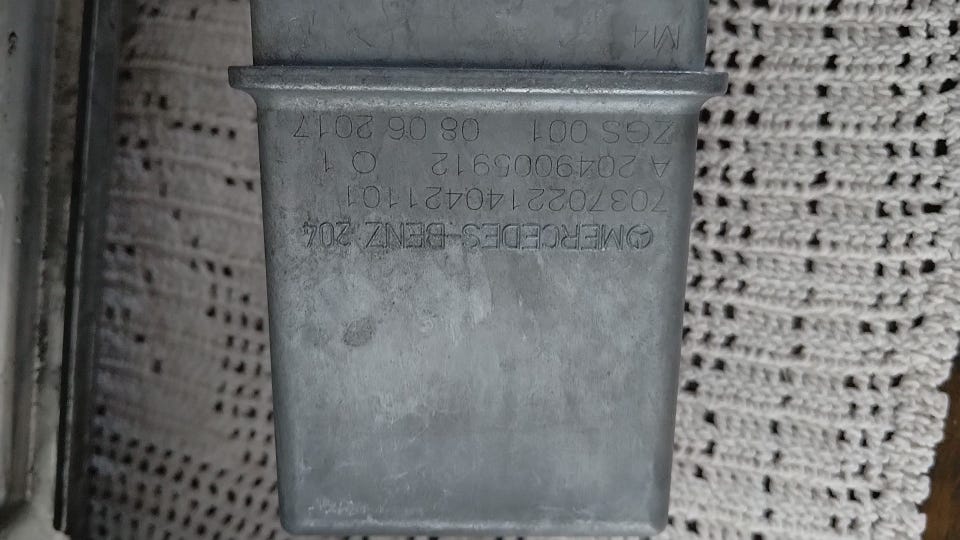 MERCEDES-BENZ 204
7037022140421101
A 2049005912 Q 1
ZGS 001 08 06 2017
M4